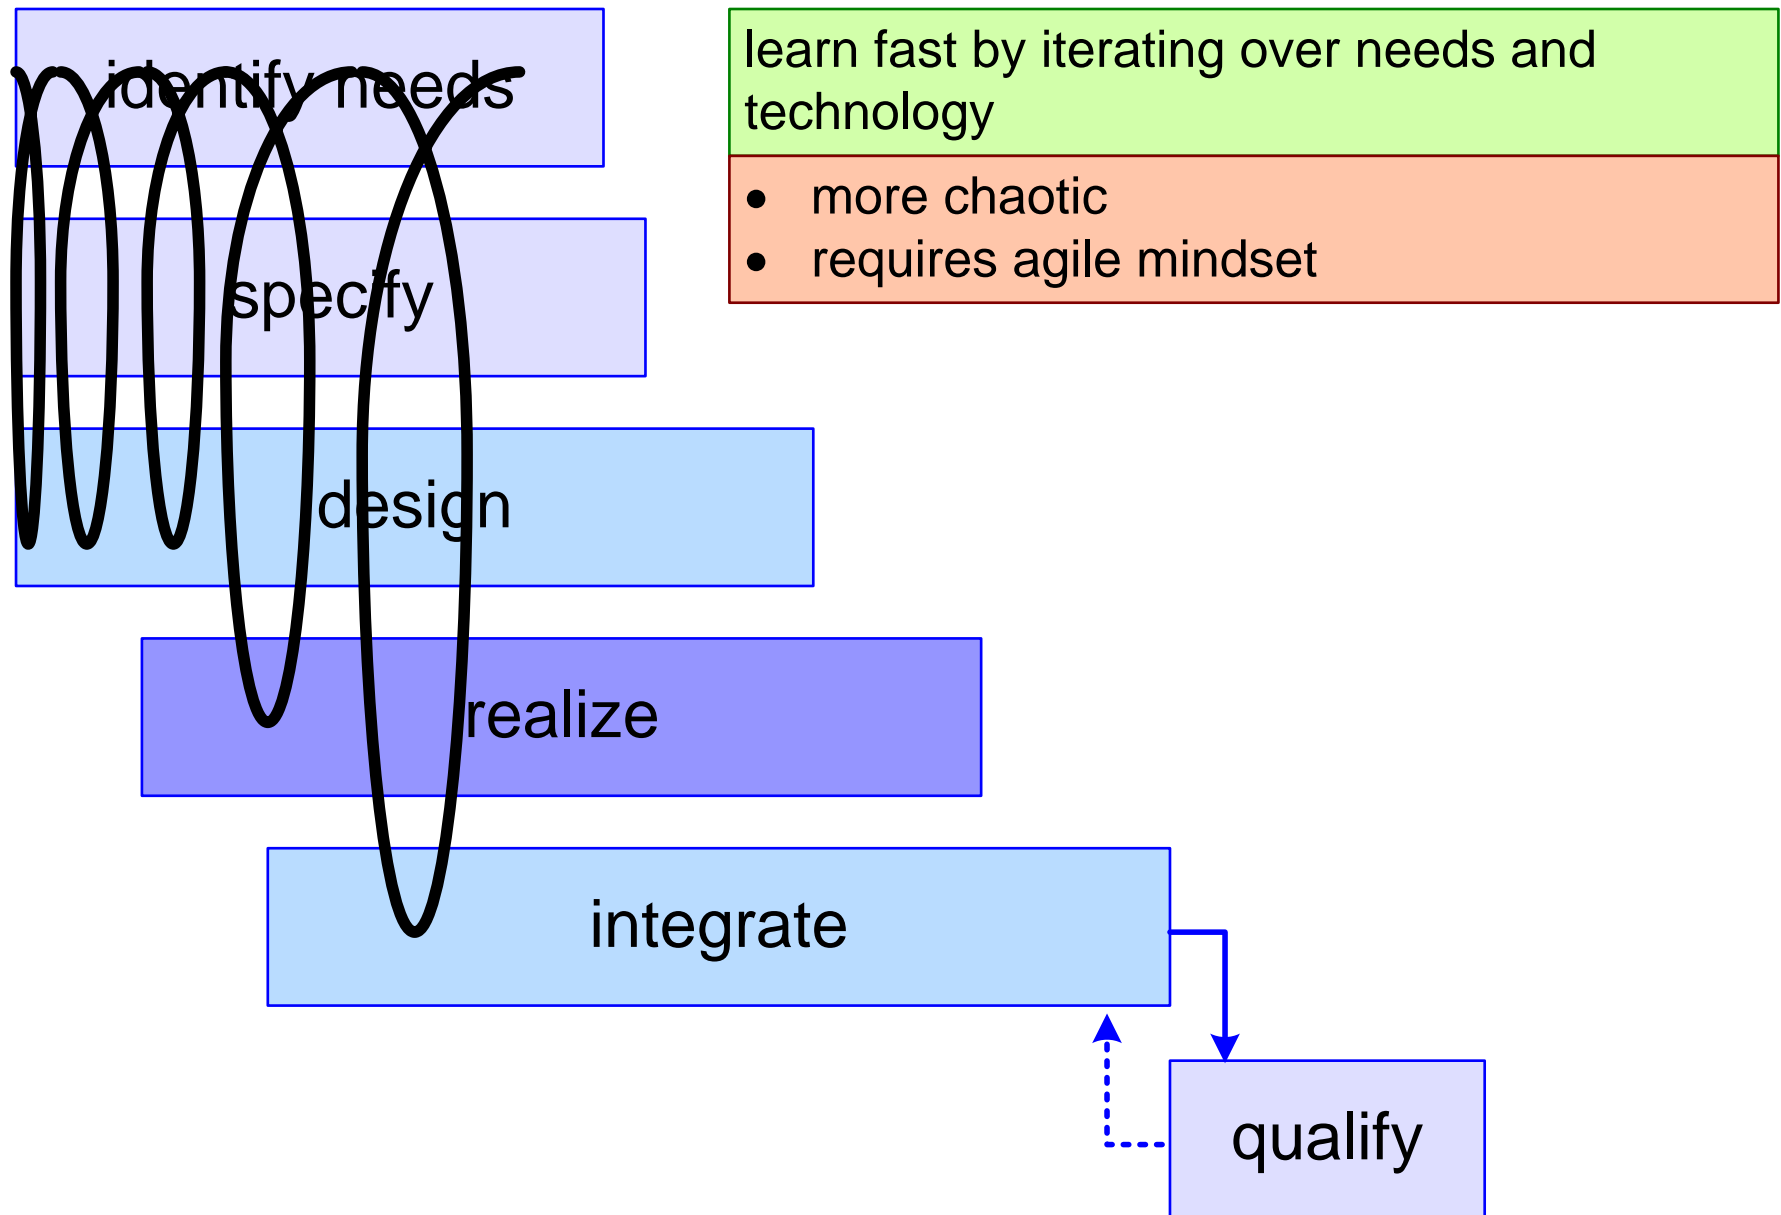 identify needs
learn fast by iterating over needs and
technology
• more chaotic
• requires agile mindset
specify
design
realize
integrate
qualify